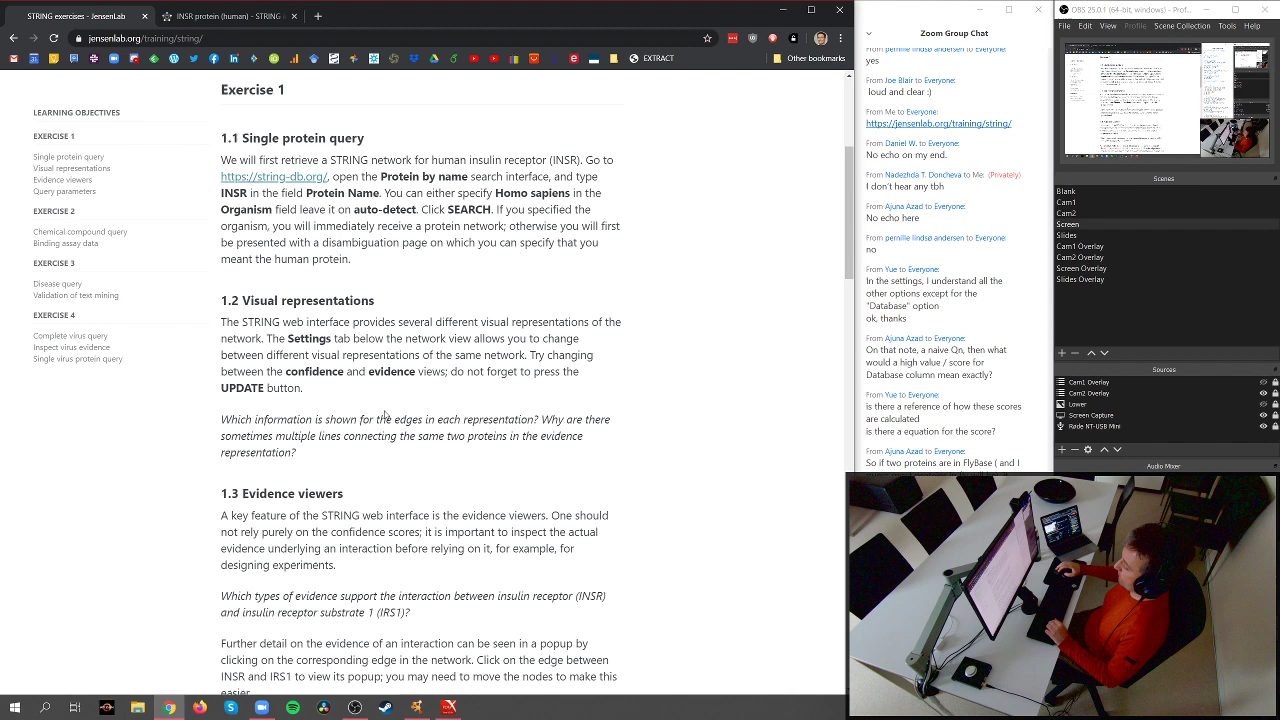 STRING exercises - JensenLab
INSR protein (human) - STRING
jensenlab.org/training/string/
EXTRACT
Other bookmarks
LEARNING OBJECTIVES
EXERCISE 1
Single protein query
Visual representations
Evidence viewers
Query parameters
EXERCISE 2
Chemical compound query
Binding assay data
EXERCISE 3
Disease query
Validation of text mining
EXERCISE 4
Complete virus query
Inspect virus evidence
Single virus protein query
Exercise 1
1.1 Single protein query
We will first retrieve a STRING network for human insulin receptor (INSR). Go to
https://string-db.org/, open the Protein by name search interface, and type
INSR in the field Protein Name. You can either specify Homo sapiens in the
Organism field leave it on auto-detect. Click SEARCH. If you specified the
organism, you will immediately receive a protein network; otherwise you will first
be presented with a disambiguation page on which you can specify that you
meant the human protein.
1.2 Visual representations
The STRING web interface provides several different visual representations of the
network. The Settings tab below the network view allows you to change
between different visual representations of the same network. Try changing
between the confidence and evidence views; do not forget to press the
UPDATE button.
Which information is shown for the edges in each representation? Why are there
sometimes multiple lines connecting the same two proteins in the evidence
representation?
1.3 Evidence viewers
A key feature of the STRING web interface is the evidence viewers. One should
not rely purely on the confidence scores; it is important to inspect the actual
evidence underlying an interaction before relying on it, for example, for
designing experiments.
Which types of evidence support the interaction between insulin receptor (INSR)
and insulin receptor substrate 1 (IRS1)?
Further detail on the evidence of an interaction can be seen in a popup by
clicking on the corresponding edge in the network. Click on the edge between
INSR and IRS1 to view its popup; you may need to move the nodes to make this
easier.
Zoom Group Chat
From pernille lindsø andersen to Everyone:
yes
From Joe Blair to Everyone:
loud and clear :)
From Me to Everyone:
https://jensenlab.org/training/string/
From Daniel W. to Everyone:
No echo on my end.
From Nadezhda T. Doncheva to Me: (Privately)
I don't hear any tbh
From Ajuna Azad to Everyone:
No echo here
From pernille lindsø andersen to Everyone:
no
From Yue to Everyone:
In the settings, I understand all the
other options except for the
"Database" option
ok, thanks
From Ajuna Azad to Everyone:
On that note, a naive Qn, then what
would a high value / score for
Database column mean exactly?
From Yue to Everyone:
is there a reference of how these scores
are calculated
is there a equation for the score?
From Ajuna Azad to Everyone:
So if two proteins are in FlyBase ( and I
OBS 25.0.1 (64-bit, windows) - Prof...
File Edit View Profile Scene Collection Tools Help
Scenes
Blank
Cam1
Cam2
Screen
Slides
Cam1 Overlay
Cam2 Overlay
Screen Overlay
Slides Overlay
Sources
Cam1 Overlay
Cam2 Overlay
Lower
Screen Capture
Røde NT-USB Mini
Audio Mixer